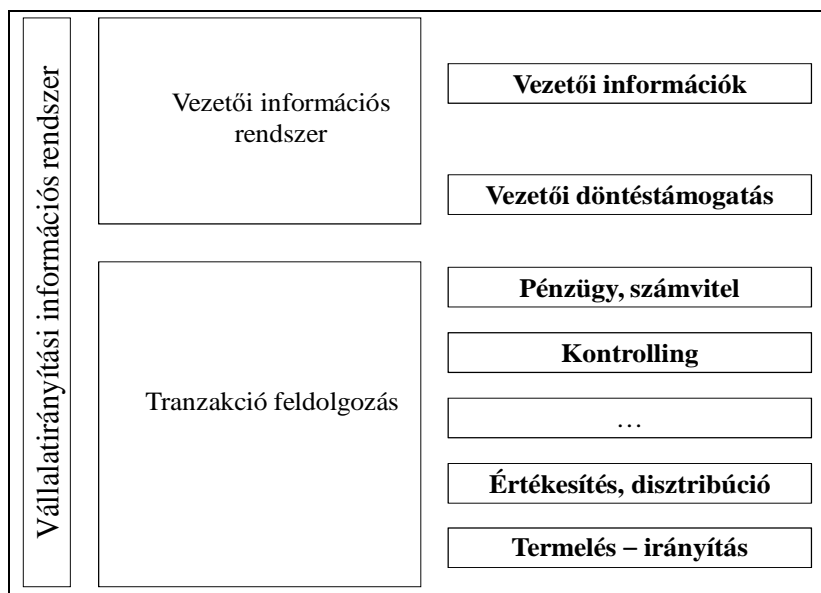 Vállalatirányítási információs rendszer
Vezetői információs
rendszer
Vezetői információk
Vezetői döntéstámogatás
Tranzakció feldolgozás
Pénzügy, számvitel
Kontrolling
…
Értékesítés, disztribúció
Termelés – irányítás